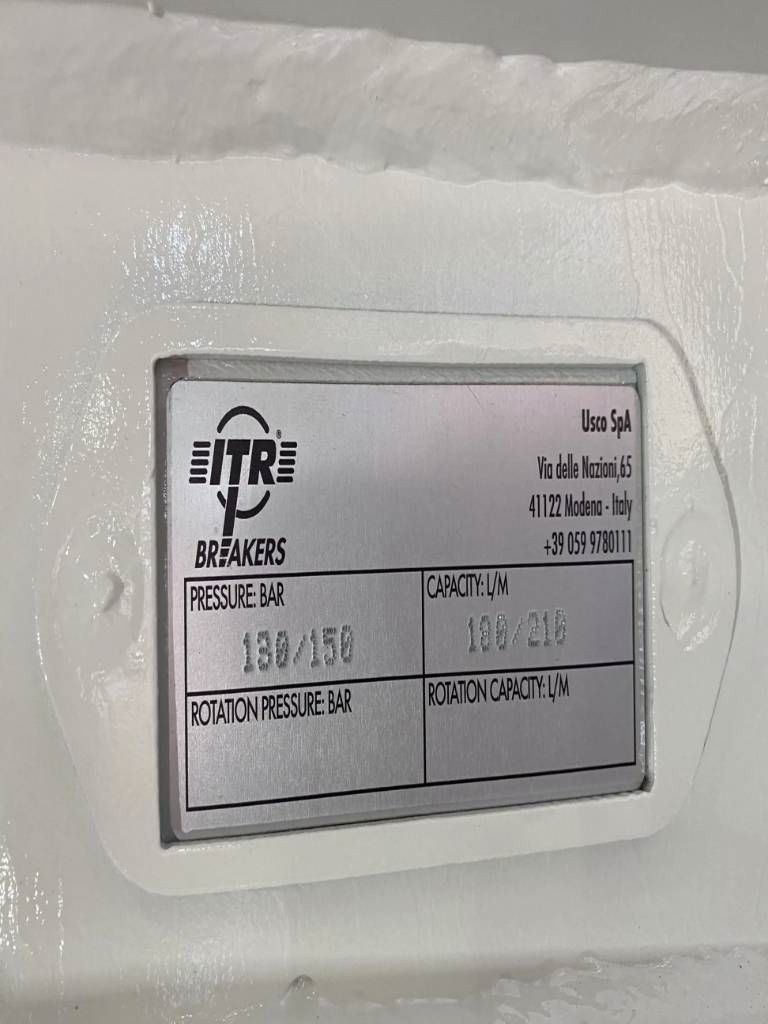 ITR®
BREAKERS
Usco SpA
Via delle Nazioni,65
41122 Modena - Italy
+39 059 9780111
PRESSURE: BAR
130/150
CAPACITY: L/M
180/210
ROTATION PRESSURE: BAR
ROTATION CAPACITY: L/M